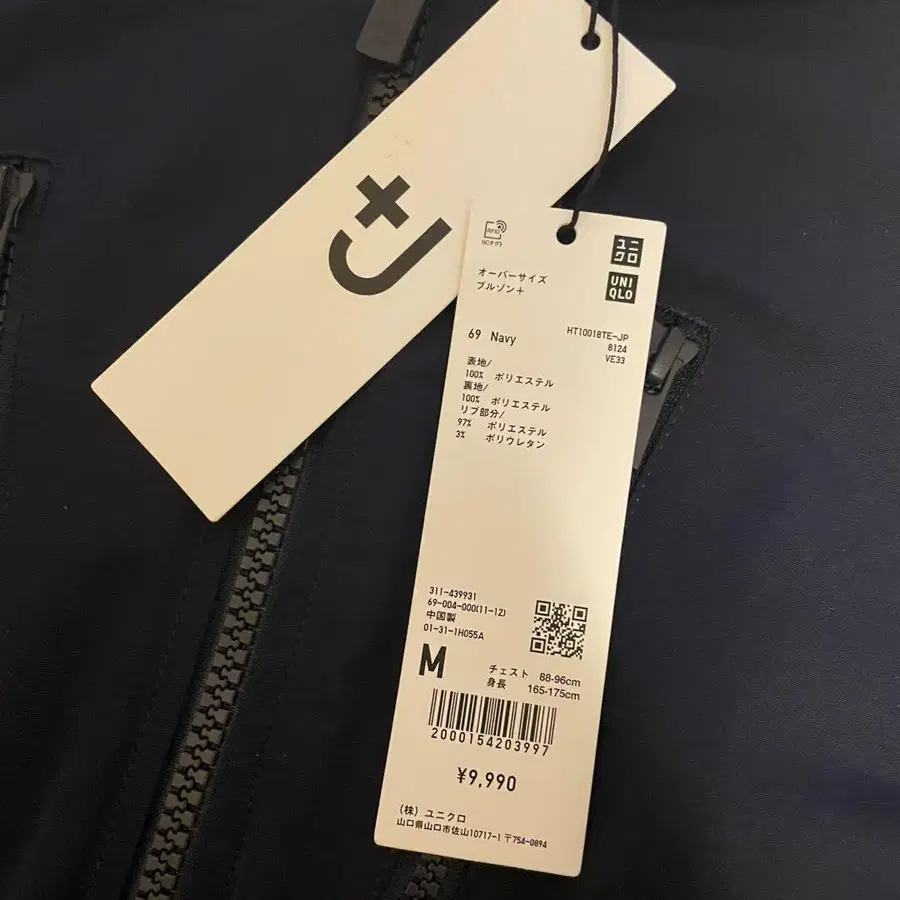 +J
RFID
(ICタグ)
ユニ
クロ
UNI
QLO
オーバーサイズ
ブルゾン+
69 Navy
HT10018TE-JP
8124
VE33
表地/
100% ポリエステル
裏地/
100% ポリエステル
リブ部分/
97% ポリエステル
3% ポリウレタン
311-439931
69-004-000(11-12)
中国製
01-31-1H055A
M
チェスト 88-96cm
身長 165-175cm
2000154203997
¥9,990
(株) ユニクロ
山口県山口市佐山10717-1 〒754-0894